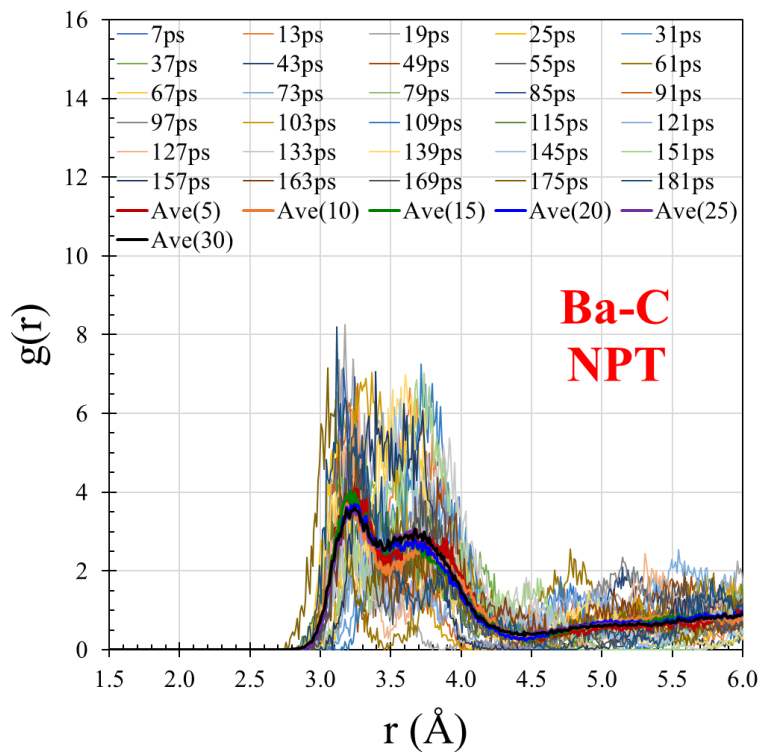 16
7ps 13ps 19ps 25ps 31ps
37ps 43ps 49ps 55ps 61ps
14
67ps 73ps 79ps 85ps 91ps
97ps 103ps 109ps 115ps 121ps
127ps 133ps 139ps 145ps 151ps
12
157ps 163ps 169ps 175ps 181ps
Ave(5) Ave(10) Ave(15) Ave(20) Ave(25)
Ave(30)
10
g(r)
Ba-C
NPT
8
6
4
2
0
1.5 2.0 2.5 3.0 3.5 4.0 4.5 5.0 5.5 6.0
r (Å)